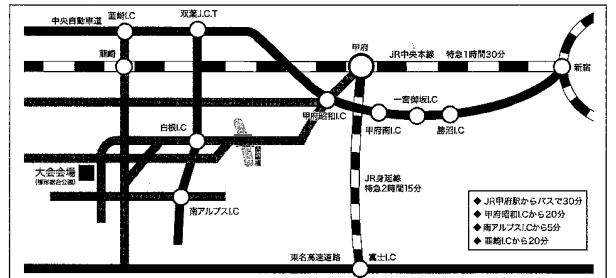 中央自動車道
韮崎I.C
双葉J.C.T
甲府
JR中央本線 特急1時間30分
韮崎
新宿
一宮御坂I.C
甲府昭和I.C
甲府南I.C
勝沼I.C
白根I.C
大会会場
(櫛形総合公園)
JR身延線
特急2時間15分
南アルプスI.C
◆JR甲府駅からバスで30分
◆甲府昭和I.Cから20分
◆南アルプスI.Cから5分
◆韮崎I.Cから20分
東名高速道路
富士I.C